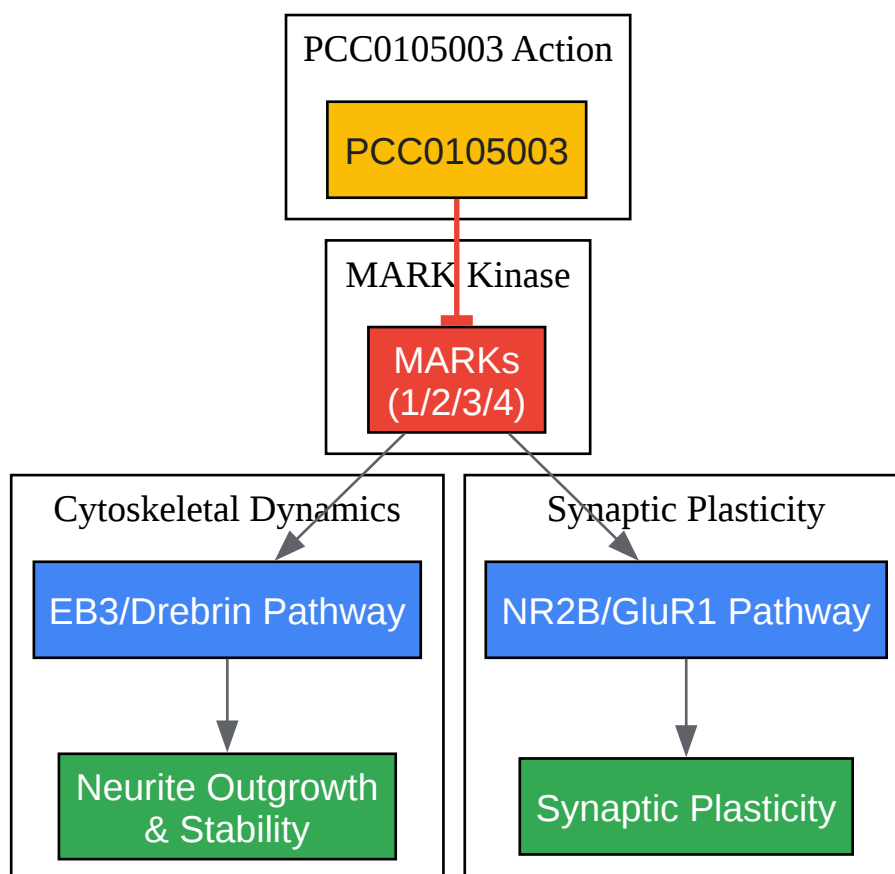 PCC0105003 Action
PCC0105003
MARK Kinase
MARKs
(1/2/3/4)
Cytoskeletal Dynamics
EB3/Drebrin Pathway
Neurite Outgrowth
& Stability
Synaptic Plasticity
NR2B/GluR1 Pathway
Synaptic Plasticity